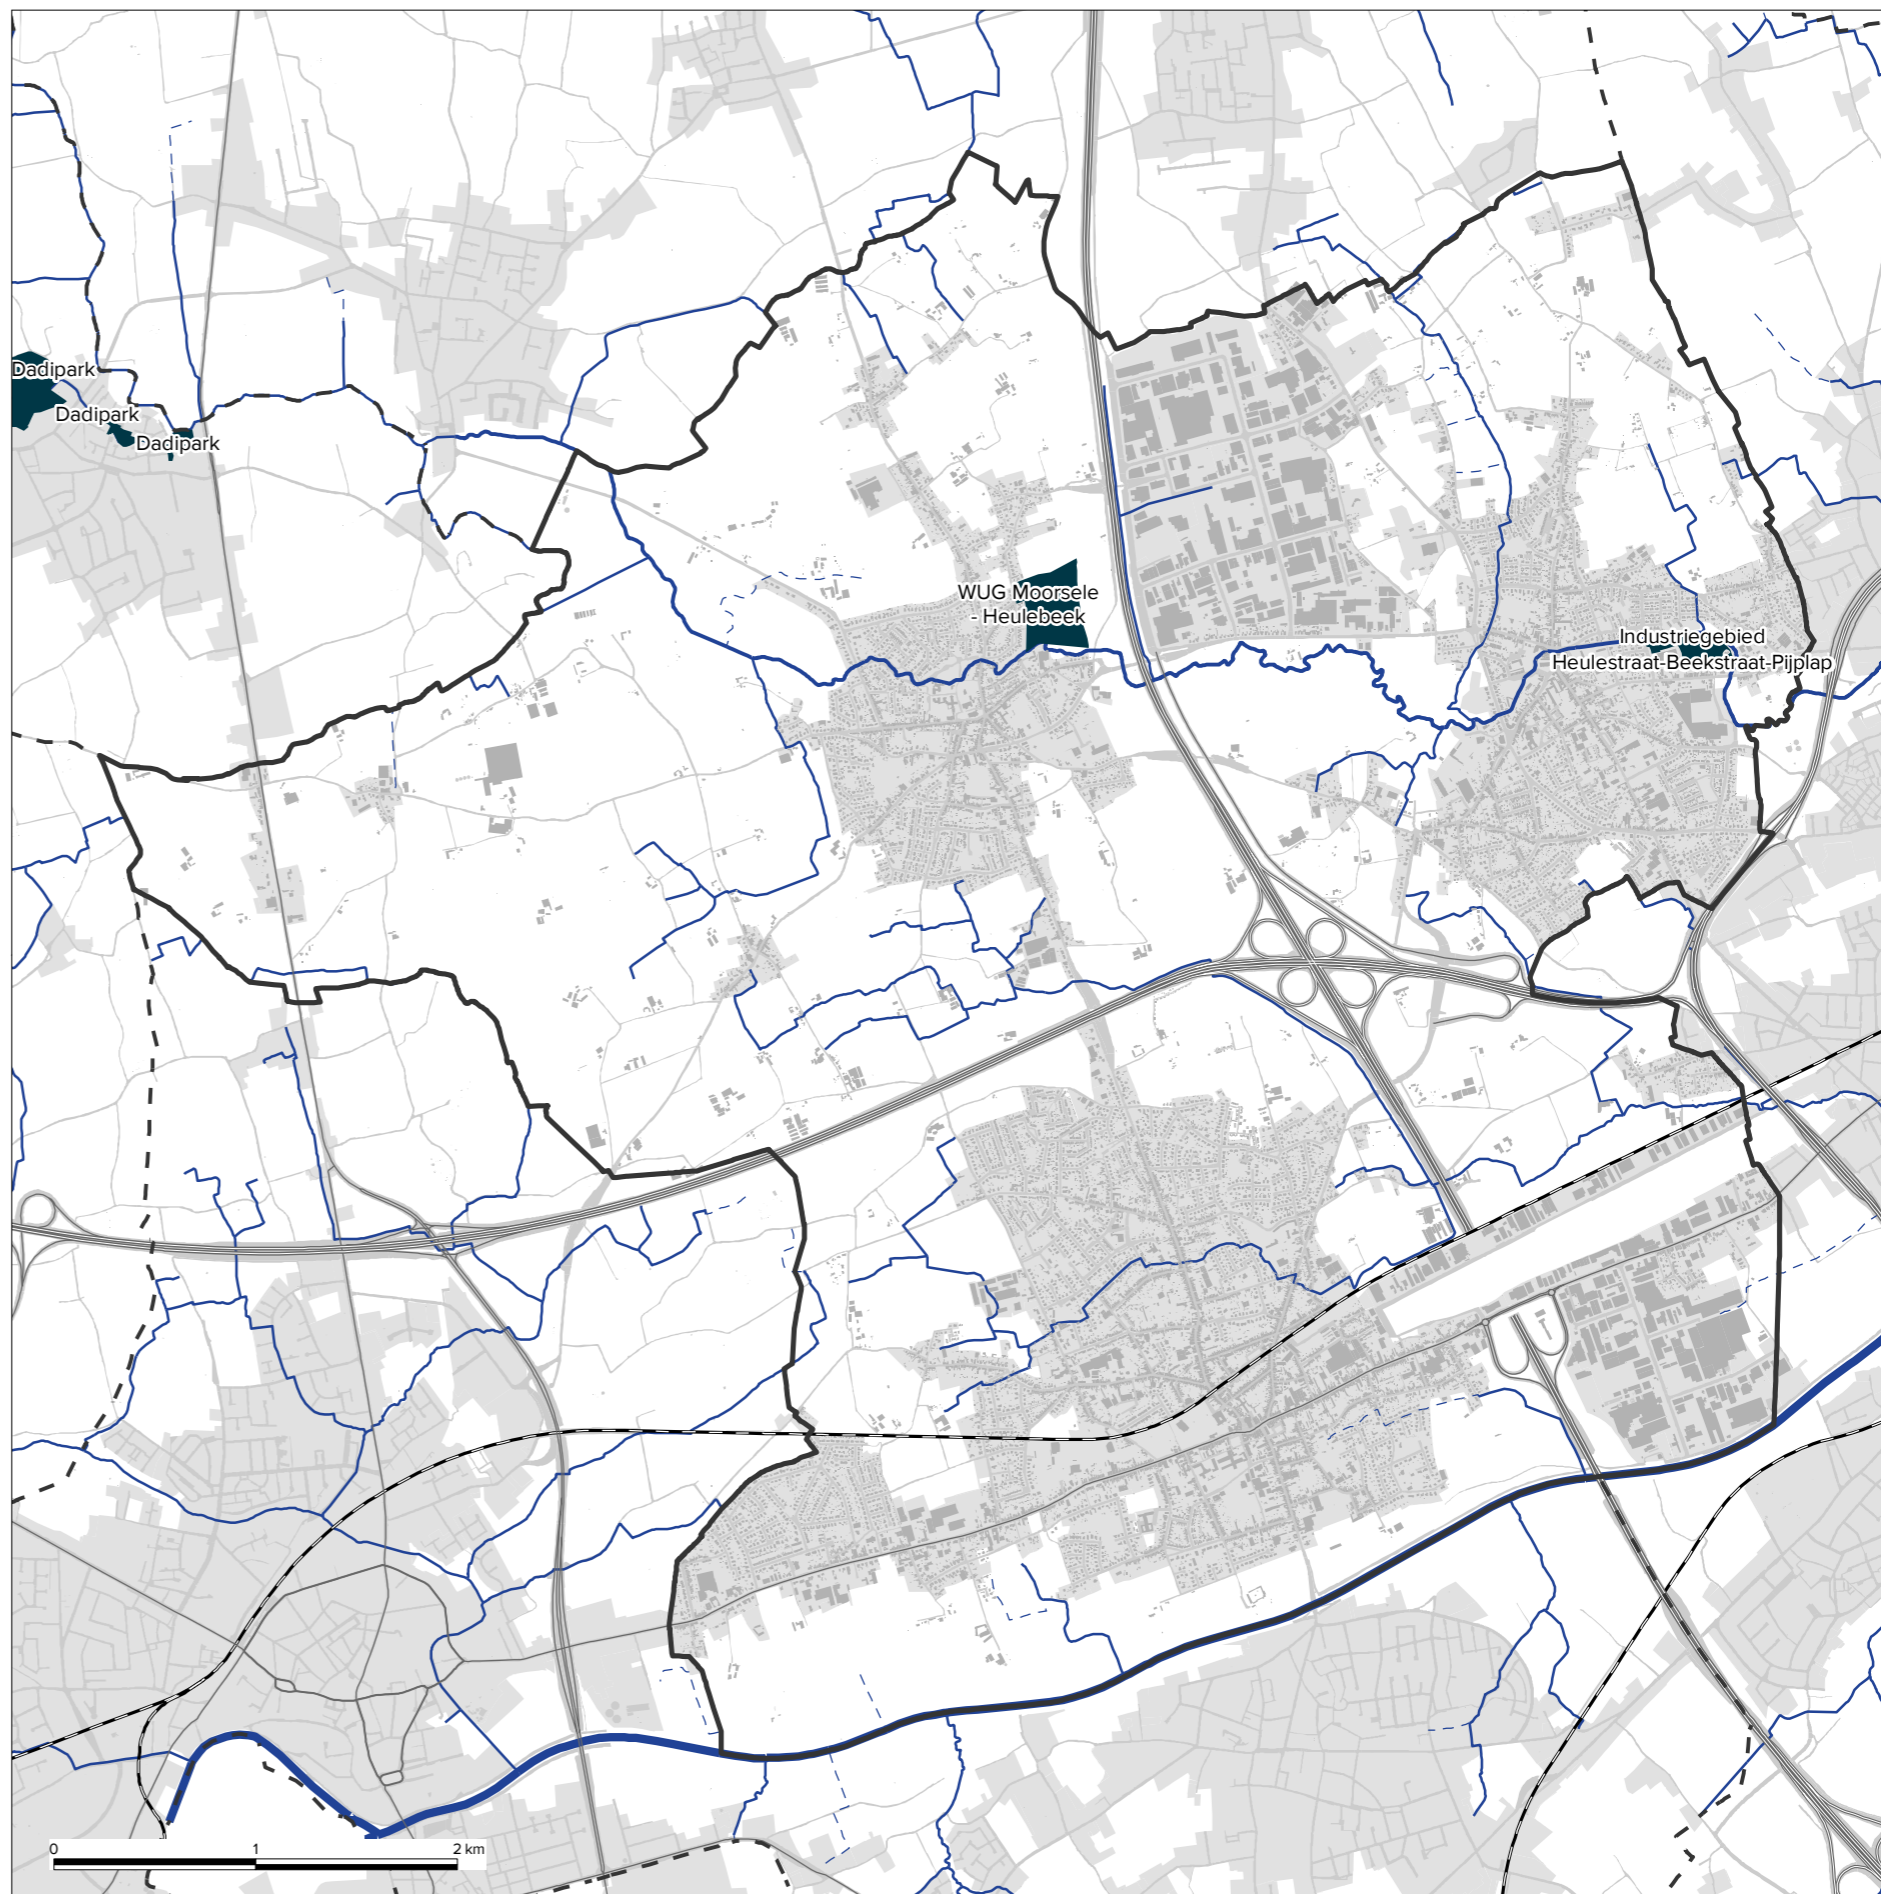 Dadipark
Dadipark
Dadipark
WUG Moorsele
- Heulebeek
Industriegebied
Heulestraat-Beekstraat-Pijplap
0 1 2 km